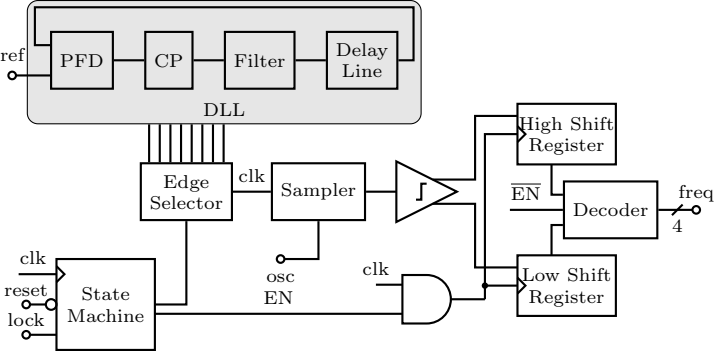 ref
PFD
CP
Filter
Delay
Line
DLL
High Shift
Register
Edge
Selector
clk
Sampler
EN
Decoder
freq
4
osc
EN
clk
clk
reset
lock
State
Machine
Low Shift
Register